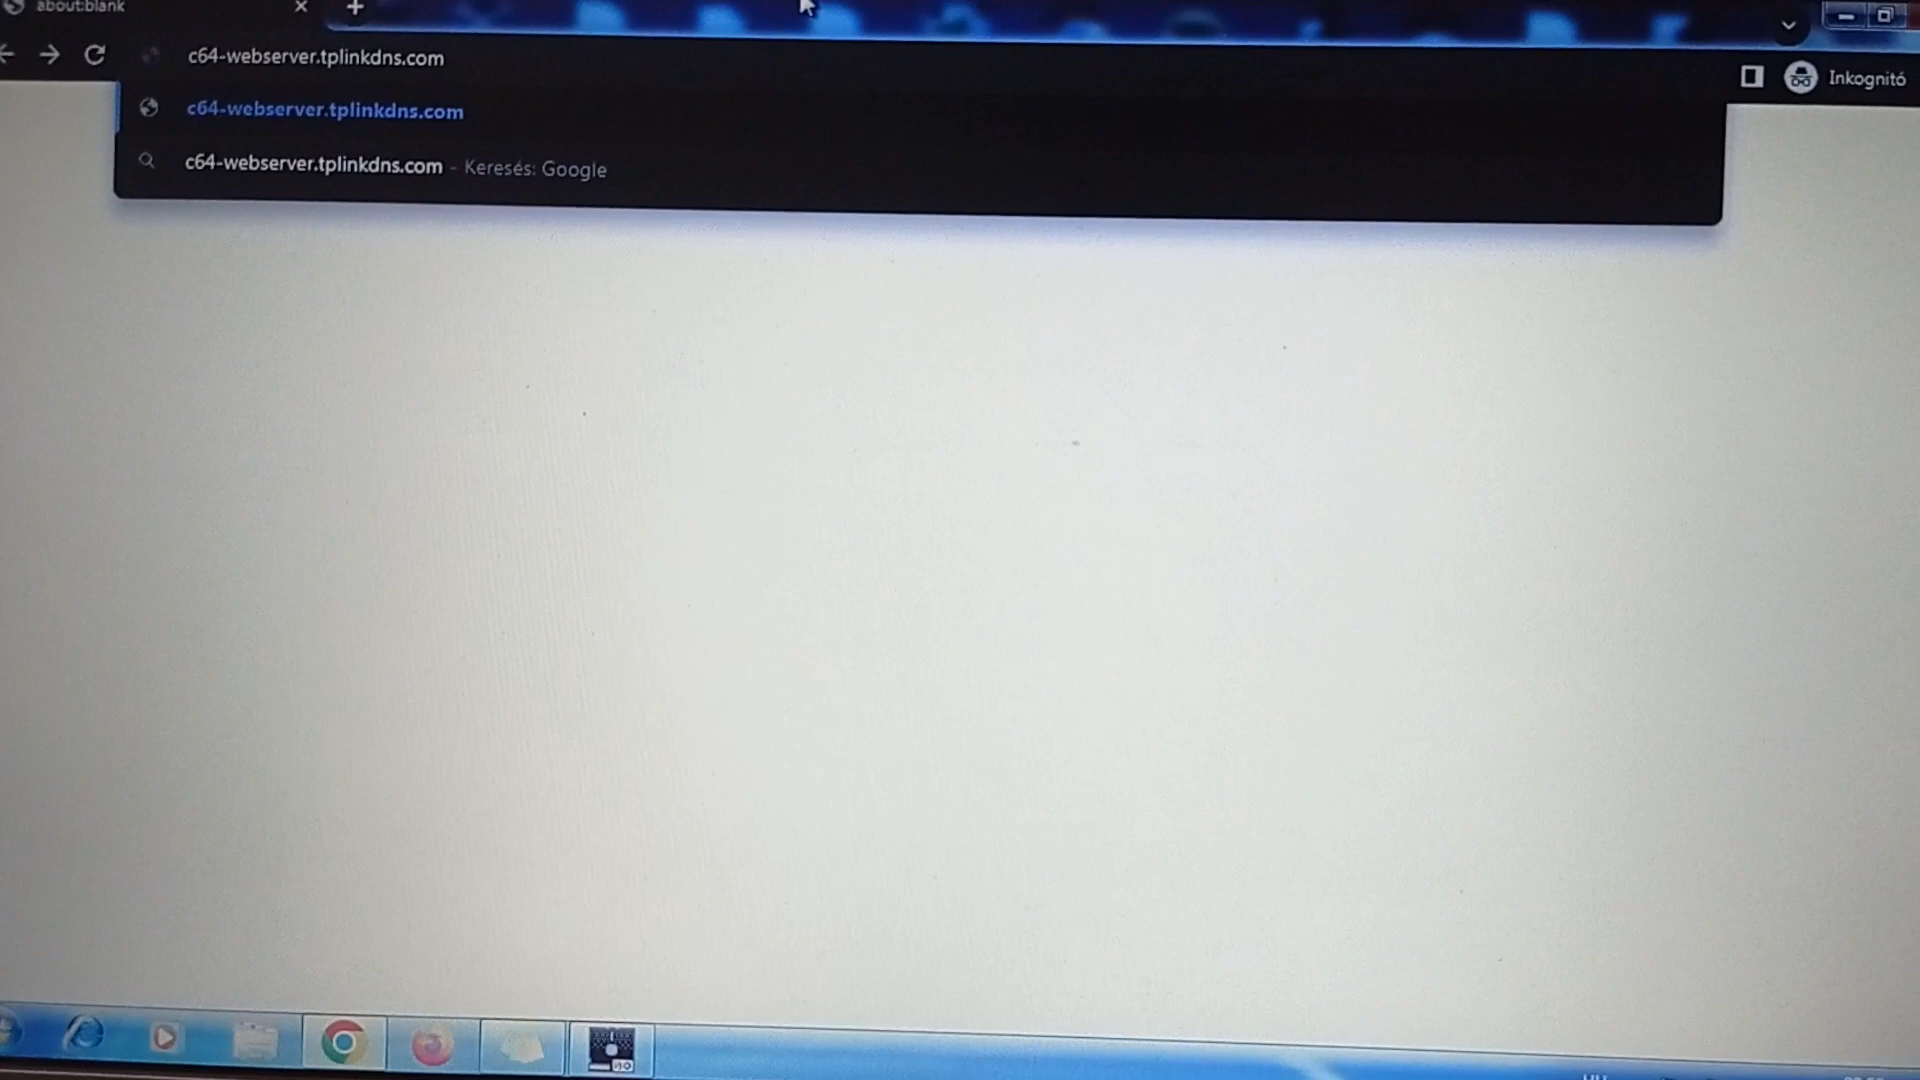 about:blank
c64-webserver.tplinkdns.com
Inkognitó
c64-webserver.tplinkdns.com
c64-webserver.tplinkdns.com - Keresés: Google